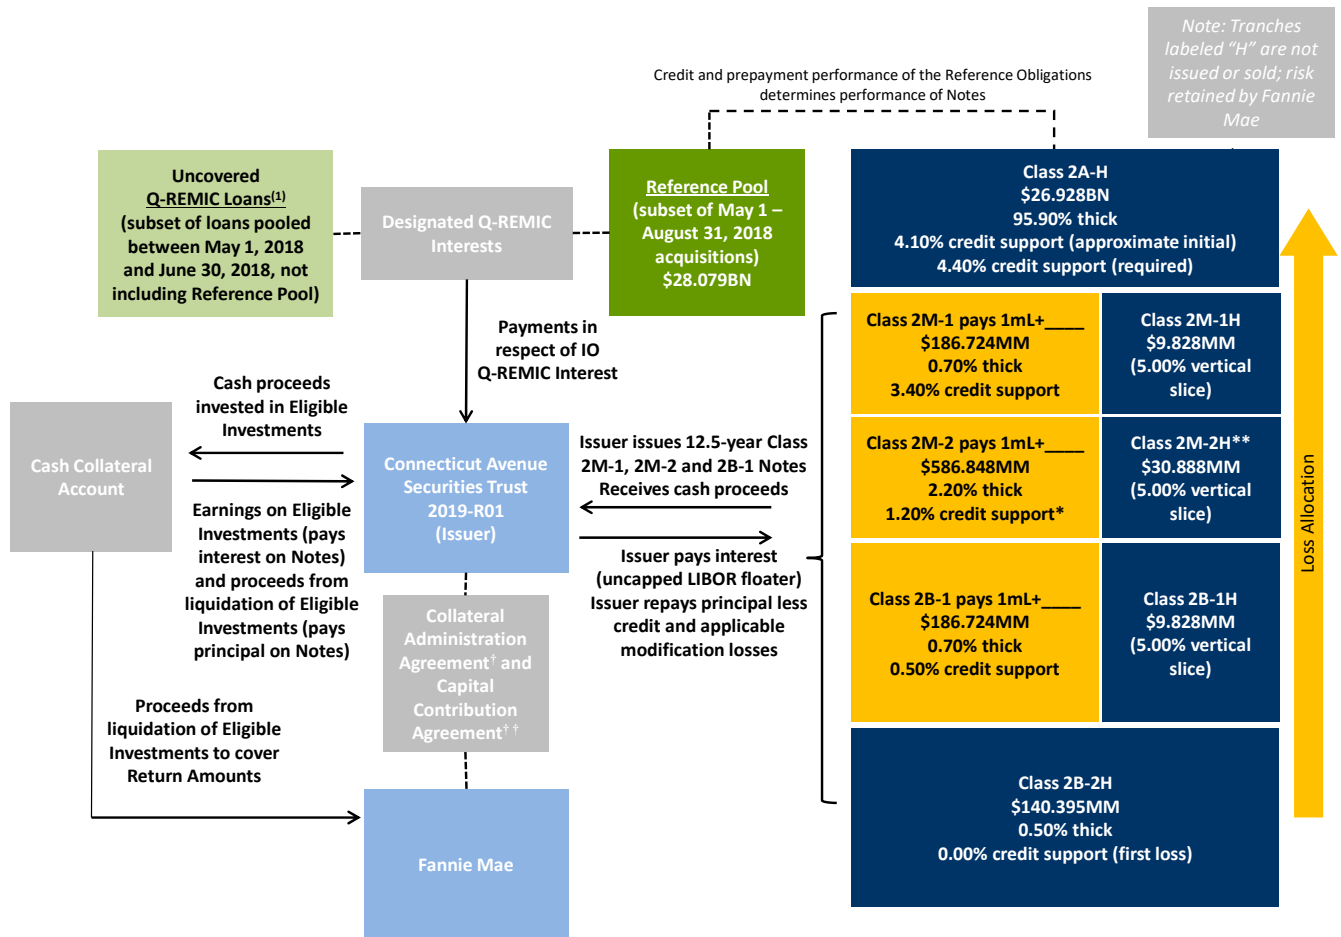 Note: Tranches
labeled “H” are not
issued or sold; risk
retained by Fannie
Mae
Credit and prepayment performance of the Reference Obligations
determines performance of Notes
Uncovered
Q-REMIC Loans(1)
(subset of loans pooled
between May 1, 2018
and June 30, 2018, not
including Reference Pool)
Designated Q-REMIC
Interests
Reference Pool
(subset of May 1 –
August 31, 2018
acquisitions)
$28.079BN
Class 2A-H
$26.928BN
95.90% thick
4.10% credit support (approximate initial)
4.40% credit support (required)
Payments in
respect of IO
Q-REMIC Interest
Class 2M-1 pays 1mL+____
$186.724MM
0.70% thick
3.40% credit support
Class 2M-1H
$9.828MM
(5.00% vertical
slice)
Cash proceeds
invested in Eligible
Investments
Cash Collateral
Account
Connecticut Avenue
Securities Trust
2019-R01
(Issuer)
Issuer issues 12.5-year Class
2M-1, 2M-2 and 2B-1 Notes
Receives cash proceeds
Class 2M-2 pays 1mL+____
$586.848MM
2.20% thick
1.20% credit support*
Class 2M-2H**
$30.888MM
(5.00% vertical
slice)
Loss Allocation
Earnings on Eligible
Investments (pays
interest on Notes)
and proceeds from
liquidation of Eligible
Investments (pays
principal on Notes)
Issuer pays interest
(uncapped LIBOR floater)
Issuer repays principal less
credit and applicable
modification losses
Class 2B-1 pays 1mL+____
$186.724MM
0.70% thick
0.50% credit support
Class 2B-1H
$9.828MM
(5.00% vertical
slice)
Collateral
Administration
Agreement† and
Capital
Contribution
Agreement††
Proceeds from
liquidation of Eligible
Investments to cover
Return Amounts
Fannie Mae
Class 2B-2H
$140.395MM
0.50% thick
0.00% credit support (first loss)